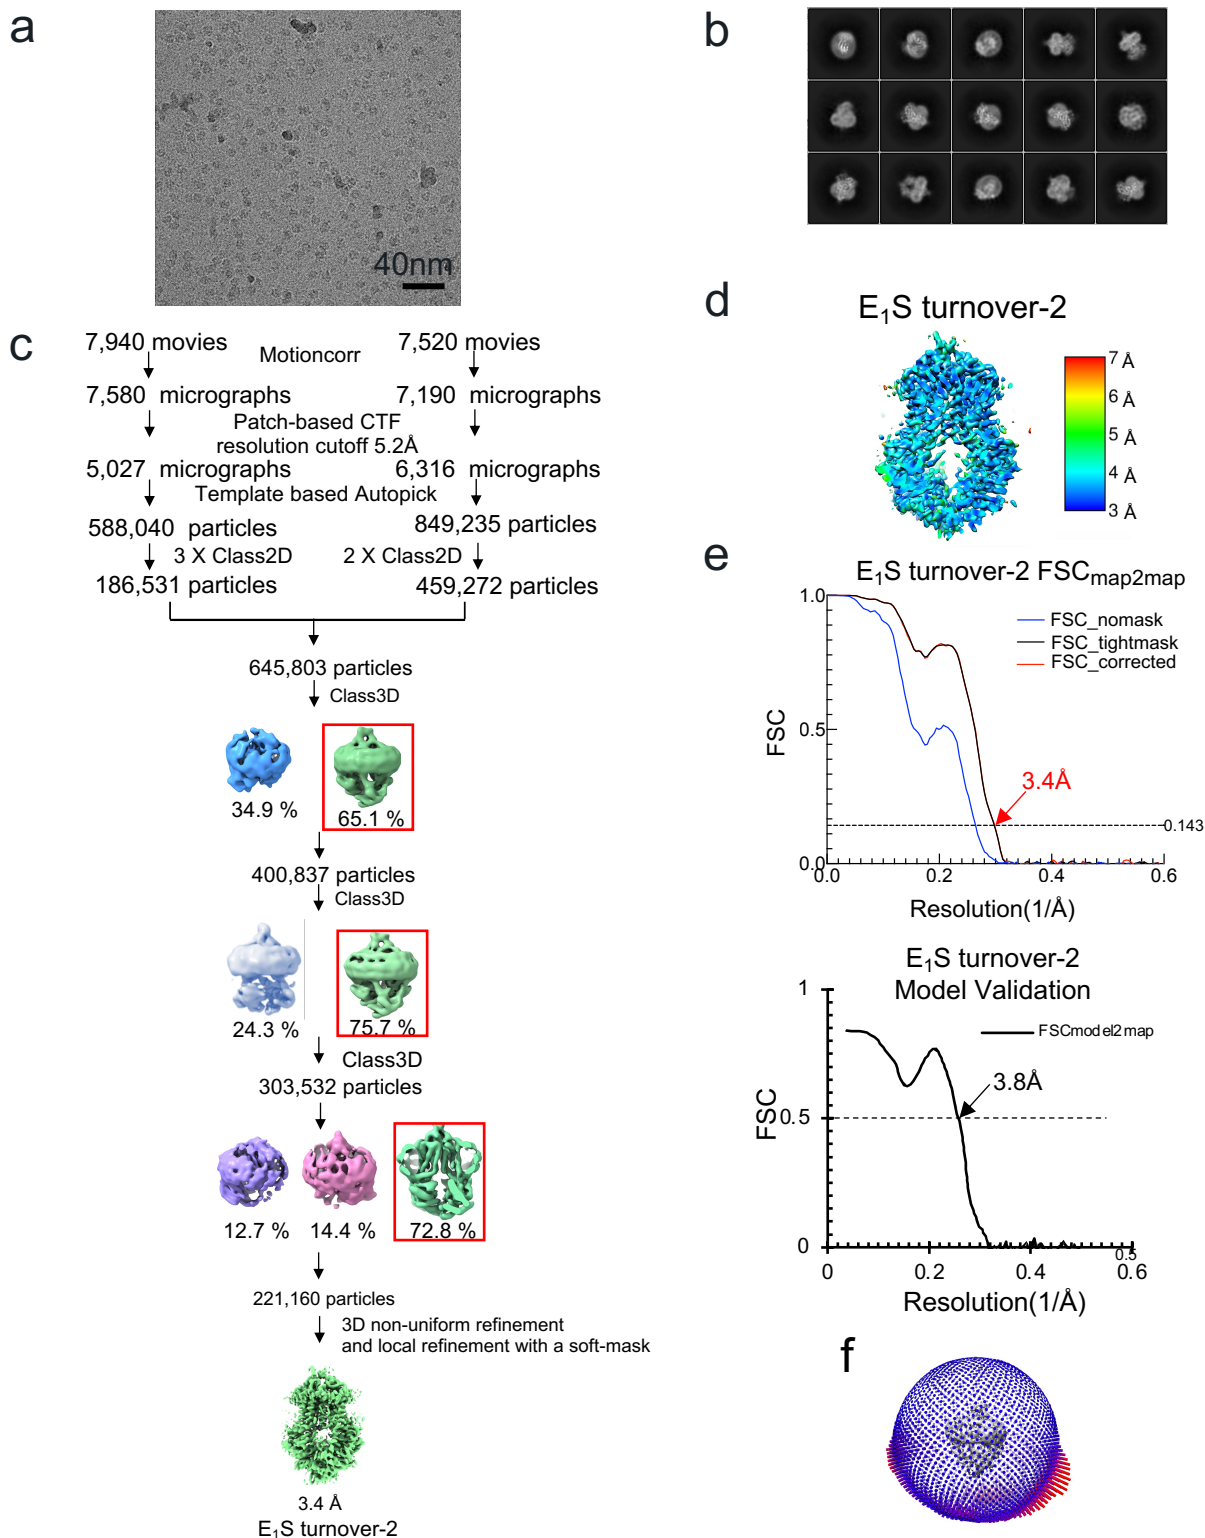 a
40nm
b
c
7,940 movies
7,520 movies
Motioncorr
7,580 micrographs
7,190 micrographs
Patch-based CTF
resolution cutoff 5.2Å
5,027 micrographs
6,316 micrographs
Template based Autopick
588,040 particles
849,235 particles
3 X Class2D
2 X Class2D
186,531 particles
459,272 particles
645,803 particles
Class3D
34.9 %
65.1 %
400,837 particles
Class3D
24.3 %
75.7 %
Class3D
303,532 particles
12.7 %
14.4 %
72.8 %
221,160 particles
3D non-uniform refinement
and local refinement with a soft-mask
3.4 Å
E₁S turnover-2
d
E₁S turnover-2
7 Å
6 Å
5 Å
4 Å
3 Å
e
E₁S turnover-2 FSCmap2map
1.0
FSC_nomask
FSC_tightmask
FSC_corrected
0.5
FSC
3.4Å
0.143
0.0
0.0
0.2
0.4
0.6
Resolution(1/Å)
E₁S turnover-2
Model Validation
1
FSCmodel2map
3.8Å
FSC
0.5
0
0.5
0
0.2
0.4
0.6
Resolution(1/Å)
f